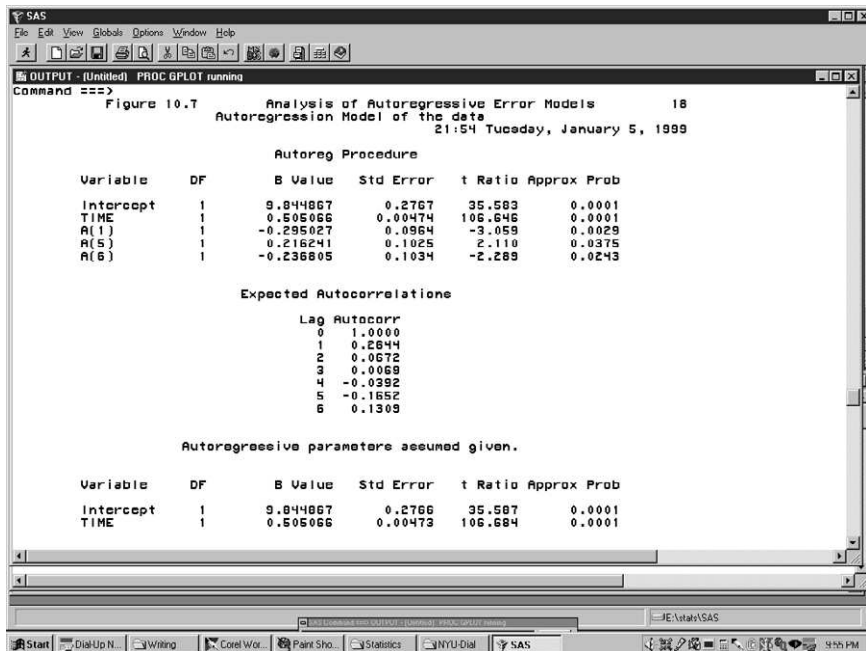 SAS
File Edit View Globals Options Window Help
OUTPUT - (Untitled) PROC GPLOT running
Command ===>
Figure 10.7 Analysis of Autoregressive Error Models 18
Autoregression Model of the data
21:54 Tuesday, January 5, 1999
Autoreg Procedure
Variable DF B Value Std Error t Ratio Approx Prob
Intercept 1 9.844867 0.2767 35.583 0.0001
TIME 1 0.505066 0.00474 106.646 0.0001
A(1) 1 -0.295027 0.0964 -3.059 0.0029
A(5) 1 0.216241 0.1025 2.110 0.0375
A(6) 1 -0.236805 0.1034 -2.289 0.0243
Expected Autocorrelations
Lag Autocorr
0 1.0000
1 0.2644
2 0.0672
3 0.0069
4 -0.0392
5 -0.1652
6 0.1309
Autoregressive parameters assumed given.
Variable DF B Value Std Error t Ratio Approx Prob
Intercept 1 9.844867 0.2766 35.587 0.0001
TIME 1 0.505066 0.00473 106.684 0.0001
E:\stats\SAS
SAS Command === OUTPUT - (Untitled) PROC GPLOT running
Start Dial-Up N... Writing Corel Wor... Paint Sho... Statistics NYU-Dial SAS 9:55 PM